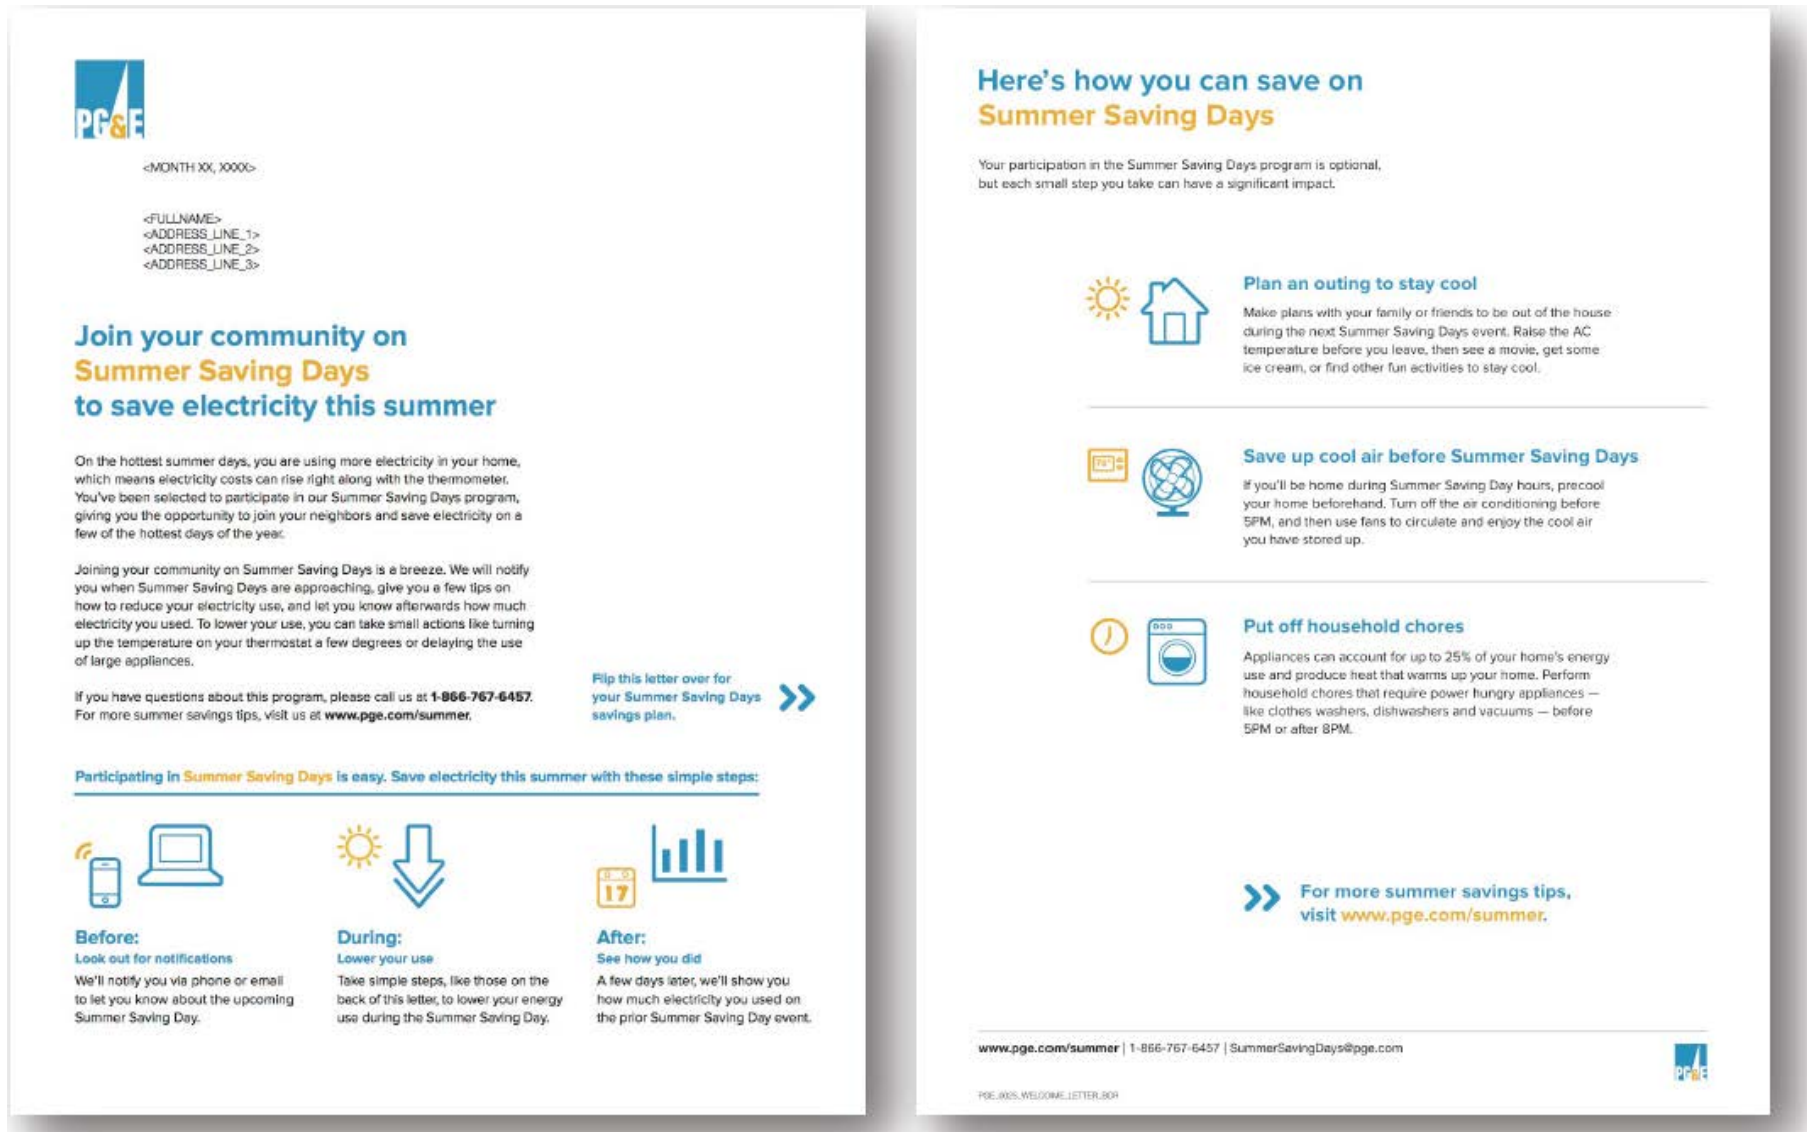 PG&E
<MONTH XX, XXXX>
<FULLNAME>
<ADDRESS_LINE_1>
<ADDRESS_LINE_2>
<ADDRESS_LINE_3>
Join your community on
Summer Saving Days
to save electricity this summer
On the hottest summer days, you are using more electricity in your home,
which means electricity costs can rise right along with the thermometer.
You've been selected to participate in our Summer Saving Days program,
giving you the opportunity to join your neighbors and save electricity on a
few of the hottest days of the year.
Joining your community on Summer Saving Days is a breeze. We will notify
you when Summer Saving Days are approaching, give you a few tips on
how to reduce your electricity use, and let you know afterwards how much
electricity you used. To lower your use, you can take small actions like turning
up the temperature on your thermostat a few degrees or delaying the use
of large appliances.
If you have questions about this program, please call us at 1-866-767-6457.
For more summer savings tips, visit us at www.pge.com/summer.
Flip this letter over for
your Summer Saving Days
savings plan.
Participating in Summer Saving Days is easy. Save electricity this summer with these simple steps:
17
Before:
Look out for notifications
We'll notify you via phone or email
to let you know about the upcoming
Summer Saving Day.
During:
Lower your use
Take simple steps, like those on the
back of this letter, to lower your energy
use during the Summer Saving Day.
After:
See how you did
A few days later, we'll show you
how much electricity you used on
the prior Summer Saving Day event.
Here's how you can save on
Summer Saving Days
Your participation in the Summer Saving Days program is optional,
but each small step you take can have a significant impact.
Plan an outing to stay cool
Make plans with your family or friends to be out of the house
during the next Summer Saving Days event. Raise the AC
temperature before you leave, then see a movie, get some
ice cream, or find other fun activities to stay cool.
78°
Save up cool air before Summer Saving Days
If you'll be home during Summer Saving Day hours, precool
your home beforehand. Turn off the air conditioning before
5PM, and then use fans to circulate and enjoy the cool air
you have stored up.
Put off household chores
Appliances can account for up to 25% of your home's energy
use and produce heat that warms up your home. Perform
household chores that require power hungry appliances —
like clothes washers, dishwashers and vacuums — before
5PM or after 8PM.
For more summer savings tips,
visit www.pge.com/summer.
www.pge.com/summer | 1-866-767-6457 | SummerSavingDays@pge.com
PG&E
PGE_0025_WELCOME_LETTER_BOR